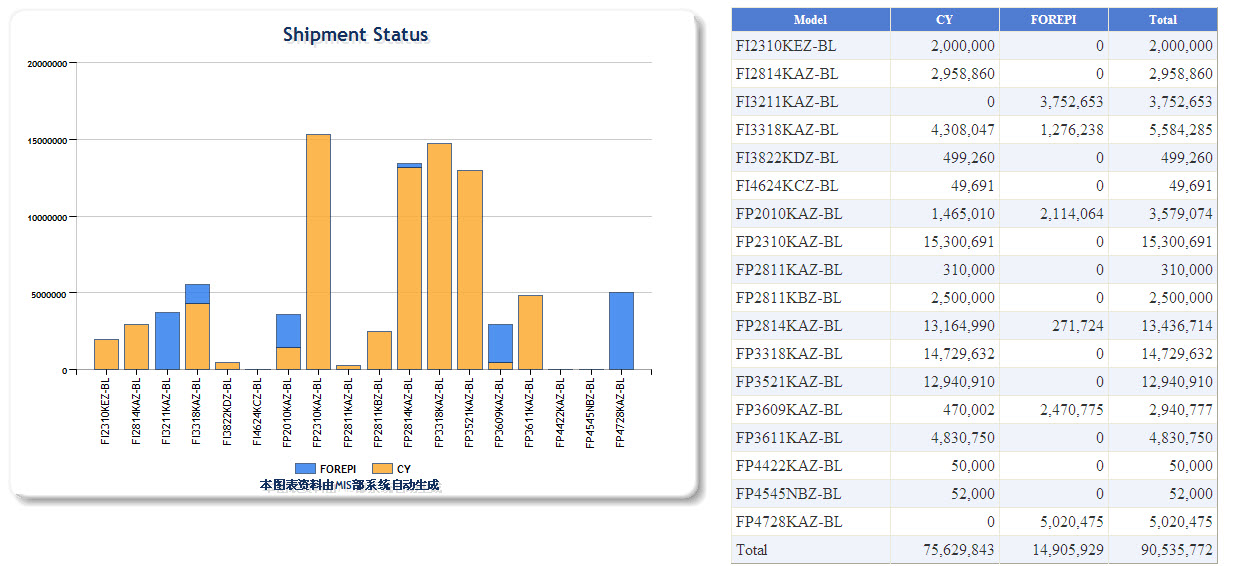 Shipment Status
20000000
15000000
10000000
5000000
0
FI2310KEZ-BL
FI2814KAZ-BL
FI3211KAZ-BL
FI3318KAZ-BL
FI3822KDZ-BL
FI4624KCZ-BL
FP2010KAZ-BL
FP2310KAZ-BL
FP2811KAZ-BL
FP2811KBZ-BL
FP2814KAZ-BL
FP3318KAZ-BL
FP3521KAZ-BL
FP3609KAZ-BL
FP3611KAZ-BL
FP4422KAZ-BL
FP4545NBZ-BL
FP4728KAZ-BL
FOREPI CY
本图表资料由MIS部系统自动生成
Model CY FOREPI Total
FI2310KEZ-BL 2,000,000 0 2,000,000
FI2814KAZ-BL 2,958,860 0 2,958,860
FI3211KAZ-BL 0 3,752,653 3,752,653
FI3318KAZ-BL 4,308,047 1,276,238 5,584,285
FI3822KDZ-BL 499,260 0 499,260
FI4624KCZ-BL 49,691 0 49,691
FP2010KAZ-BL 1,465,010 2,114,064 3,579,074
FP2310KAZ-BL 15,300,691 0 15,300,691
FP2811KAZ-BL 310,000 0 310,000
FP2811KBZ-BL 2,500,000 0 2,500,000
FP2814KAZ-BL 13,164,990 271,724 13,436,714
FP3318KAZ-BL 14,729,632 0 14,729,632
FP3521KAZ-BL 12,940,910 0 12,940,910
FP3609KAZ-BL 470,002 2,470,775 2,940,777
FP3611KAZ-BL 4,830,750 0 4,830,750
FP4422KAZ-BL 50,000 0 50,000
FP4545NBZ-BL 52,000 0 52,000
FP4728KAZ-BL 0 5,020,475 5,020,475
Total 75,629,843 14,905,929 90,535,772